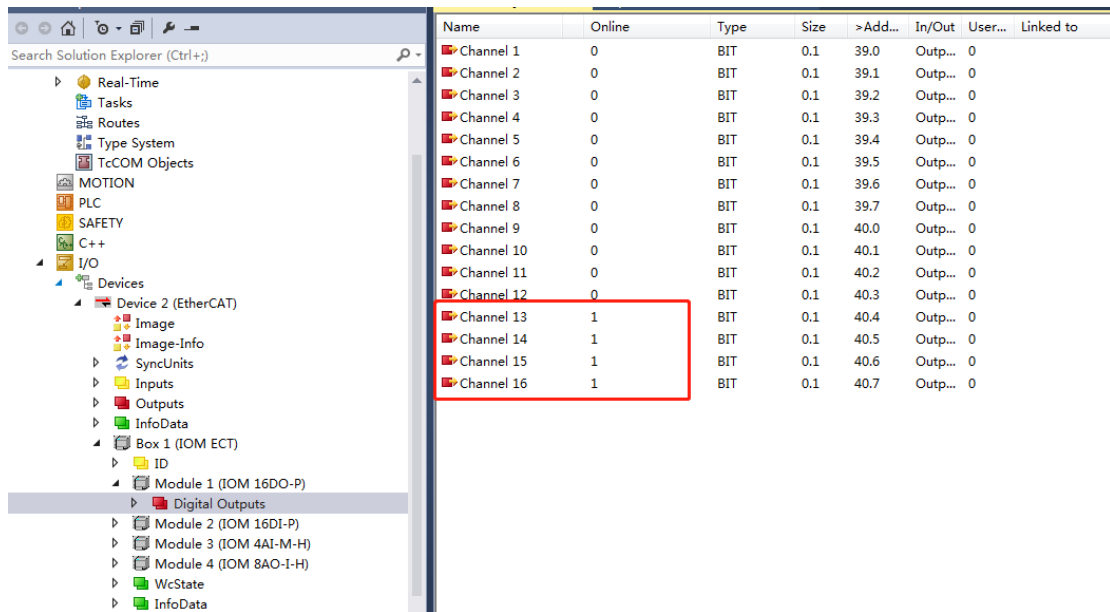 Search Solution Explorer (Ctrl+;)
Real-Time
Tasks
Routes
Type System
TcCOM Objects
MOTION
PLC
SAFETY
C++
I/O
Devices
Device 2 (EtherCAT)
Image
Image-Info
SyncUnits
Inputs
Outputs
InfoData
Box 1 (IOM ECT)
ID
Module 1 (IOM 16DO-P)
Digital Outputs
Module 2 (IOM 16DI-P)
Module 3 (IOM 4AI-M-H)
Module 4 (IOM 8AO-I-H)
WcState
InfoData
Name Online Type Size >Add... In/Out User... Linked to
Channel 1 0 BIT 0.1 39.0 Outp... 0
Channel 2 0 BIT 0.1 39.1 Outp... 0
Channel 3 0 BIT 0.1 39.2 Outp... 0
Channel 4 0 BIT 0.1 39.3 Outp... 0
Channel 5 0 BIT 0.1 39.4 Outp... 0
Channel 6 0 BIT 0.1 39.5 Outp... 0
Channel 7 0 BIT 0.1 39.6 Outp... 0
Channel 8 0 BIT 0.1 39.7 Outp... 0
Channel 9 0 BIT 0.1 40.0 Outp... 0
Channel 10 0 BIT 0.1 40.1 Outp... 0
Channel 11 0 BIT 0.1 40.2 Outp... 0
Channel 12 0 BIT 0.1 40.3 Outp... 0
Channel 13 1 BIT 0.1 40.4 Outp... 0
Channel 14 1 BIT 0.1 40.5 Outp... 0
Channel 15 1 BIT 0.1 40.6 Outp... 0
Channel 16 1 BIT 0.1 40.7 Outp... 0